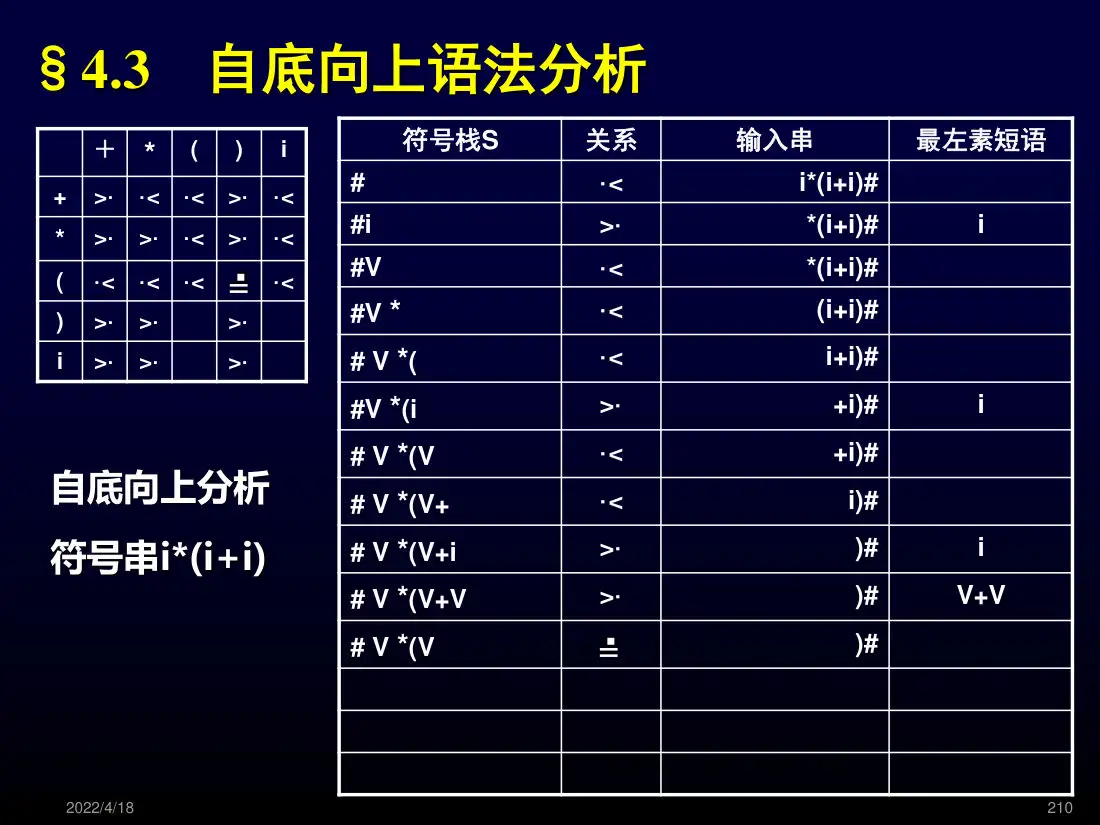 §4.3 自底向上语法分析
＋ * ( ) i
+ >· ·< ·< >· ·<
* >· >· ·< >· ·<
( ·< ·< ·< ≐ ·<
) >· >· >·
i >· >· >·
自底向上分析
符号串i*(i+i)
符号栈S 关系 输入串 最左素短语
# ·< i*(i+i)#
#i >· *(i+i)# i
#V ·< *(i+i)#
#V * ·< (i+i)#
# V *( ·< i+i)#
#V *(i >· +i)# i
# V *(V ·< +i)#
# V *(V+ ·< i)#
# V *(V+i >· )# i
# V *(V+V >· )# V+V
# V *(V ≐ )#
2022/4/18
210